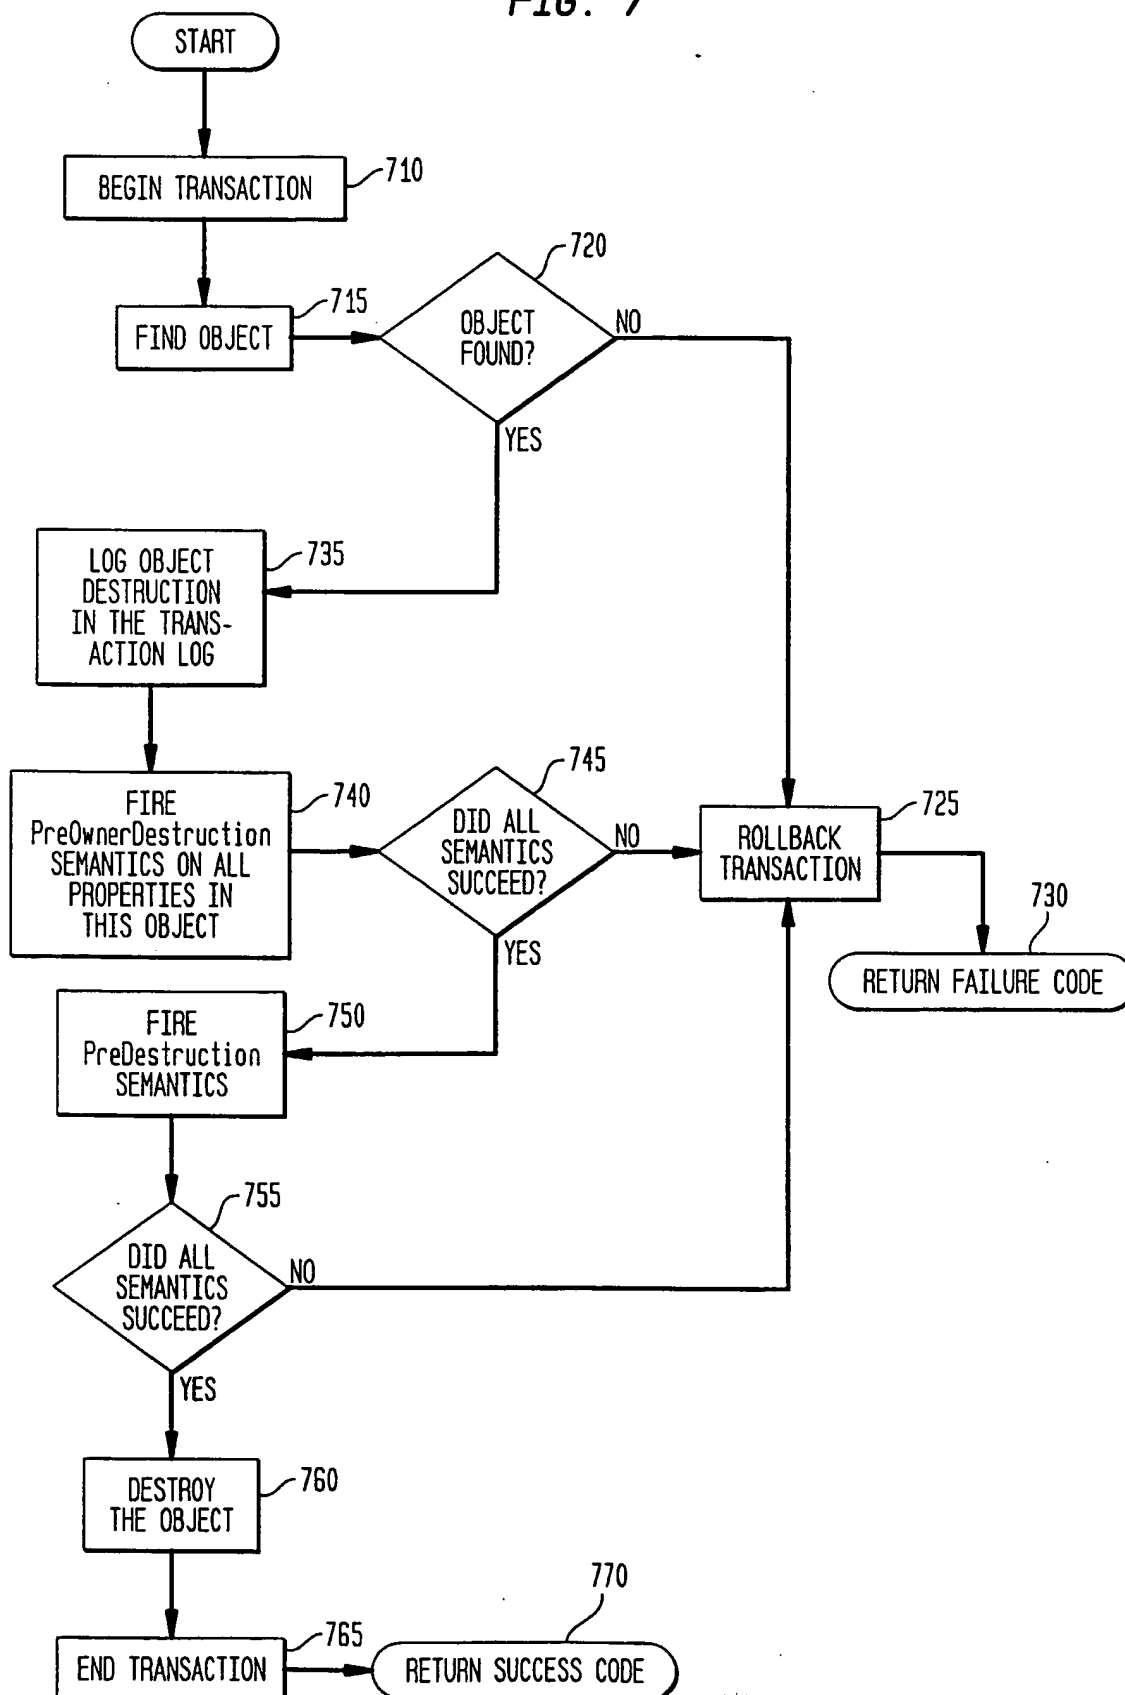 FIG. 7
START
BEGIN TRANSACTION
710
FIND OBJECT
715
OBJECT
FOUND?
720
NO
YES
LOG OBJECT
DESTRUCTION
IN THE TRANS-
ACTION LOG
735
FIRE
PreOwnerDestruction
SEMANTICS ON ALL
PROPERTIES IN
THIS OBJECT
740
DID ALL
SEMANTICS
SUCCEED?
745
NO
YES
ROLLBACK
TRANSACTION
725
730
RETURN FAILURE CODE
FIRE
PreDestruction
SEMANTICS
750
DID ALL
SEMANTICS
SUCCEED?
755
NO
YES
DESTROY
THE OBJECT
760
END TRANSACTION
765
770
RETURN SUCCESS CODE